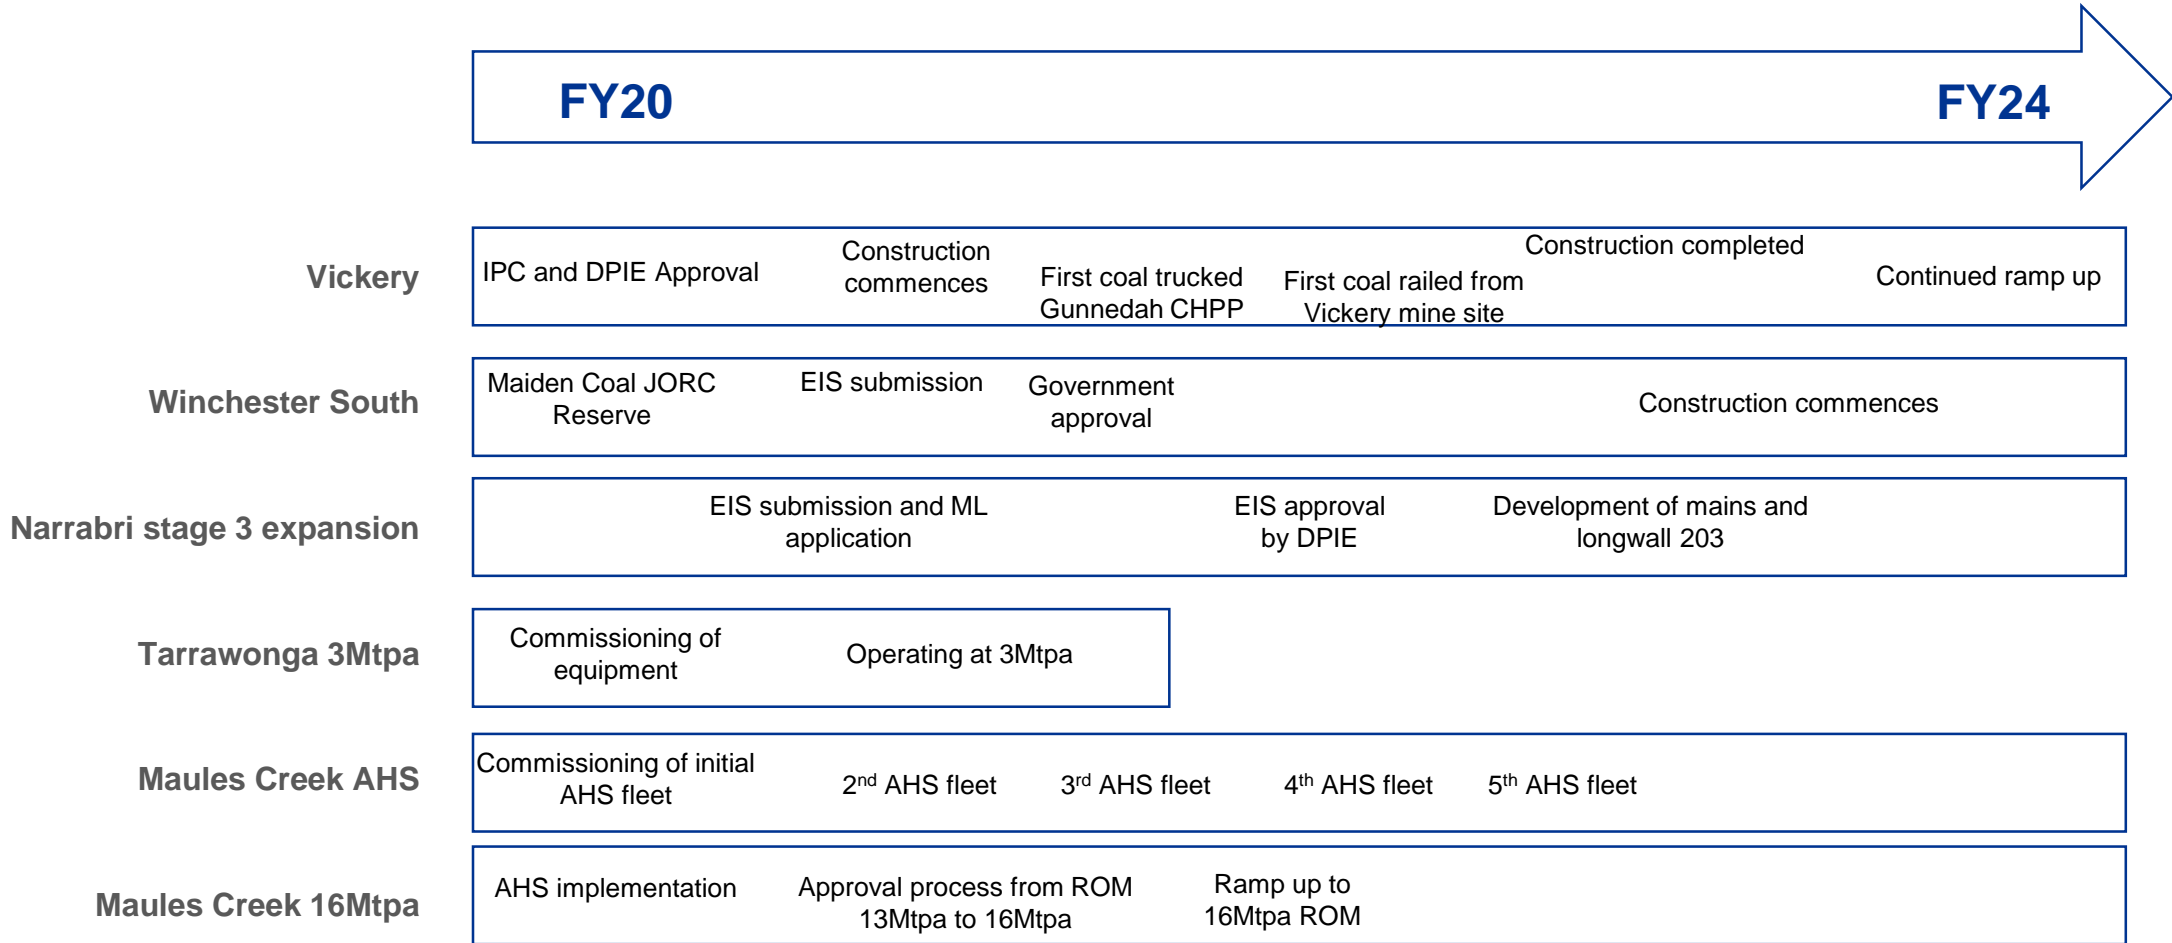 FY20
FY24
Vickery
IPC and DPIE Approval
Construction
commences
First coal trucked
Gunnedah CHPP
First coal railed from
Vickery mine site
Construction completed
Continued ramp up
Winchester South
Maiden Coal JORC
Reserve
EIS submission
Government
approval
Construction commences
Narrabri stage 3 expansion
EIS submission and ML
application
EIS approval
by DPIE
Development of mains and
longwall 203
Tarrawonga 3Mtpa
Commissioning of
equipment
Operating at 3Mtpa
Maules Creek AHS
Commissioning of initial
AHS fleet
2nd AHS fleet
3rd AHS fleet
4th AHS fleet
5th AHS fleet
Maules Creek 16Mtpa
AHS implementation
Approval process from ROM
13Mtpa to 16Mtpa
Ramp up to
16Mtpa ROM